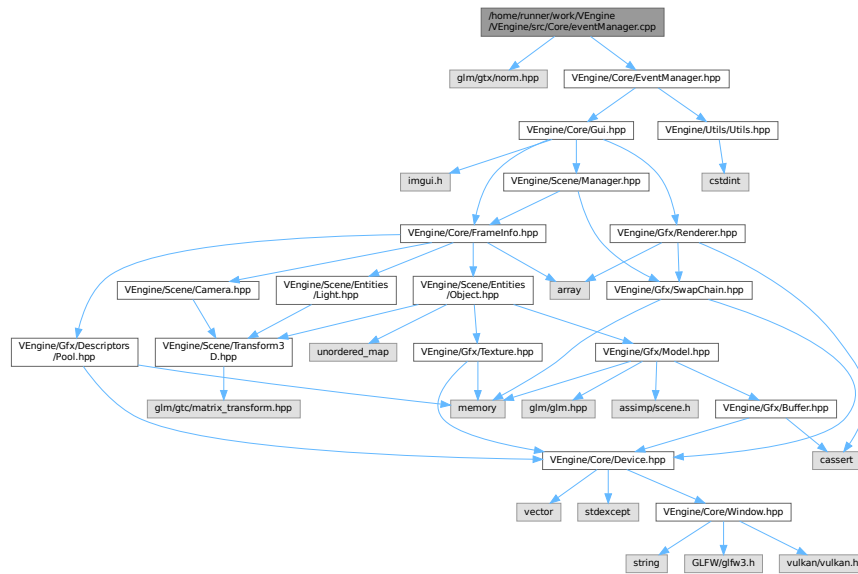 /home/runner/work/VEngine
/VEngine/src/Core/eventManager.cpp
glm/gtx/norm.hpp
VEngine/Core/EventManager.hpp
VEngine/Core/Gui.hpp
VEngine/Utils/Utils.hpp
imgui.h
VEngine/Scene/Manager.hpp
cstdint
VEngine/Core/FrameInfo.hpp
VEngine/Gfx/Renderer.hpp
VEngine/Scene/Camera.hpp
VEngine/Scene/Entities
/Light.hpp
VEngine/Scene/Entities
/Object.hpp
array
VEngine/Gfx/SwapChain.hpp
VEngine/Gfx/Descriptors
/Pool.hpp
VEngine/Scene/Transform3
D.hpp
unordered_map
VEngine/Gfx/Texture.hpp
VEngine/Gfx/Model.hpp
glm/gtc/matrix_transform.hpp
memory
glm/glm.hpp
assimp/scene.h
VEngine/Gfx/Buffer.hpp
VEngine/Core/Device.hpp
cassert
vector
stdexcept
VEngine/Core/Window.hpp
string
GLFW/glfw3.h
vulkan/vulkan.h